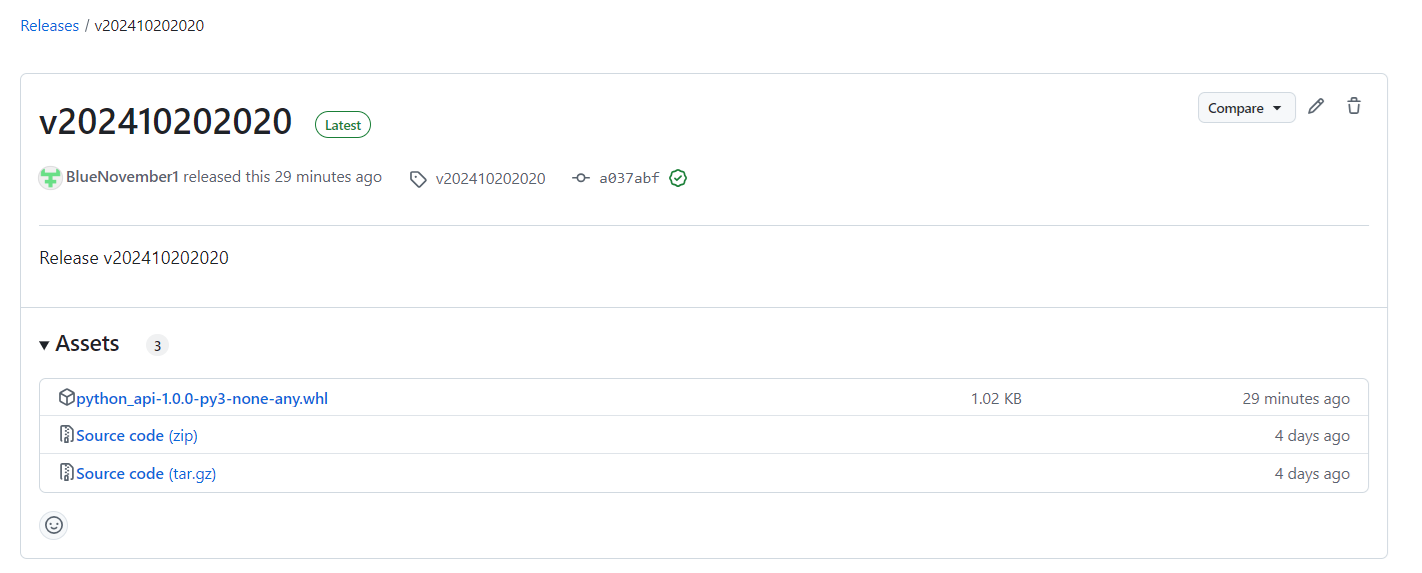 Releases / v202410202020
v202410202020 Latest Compare
BlueNovember1 released this 29 minutes ago v202410202020 a037abf
Release v202410202020
Assets 3
python_api-1.0.0-py3-none-any.whl 1.02 KB 29 minutes ago
Source code (zip) 4 days ago
Source code (tar.gz) 4 days ago